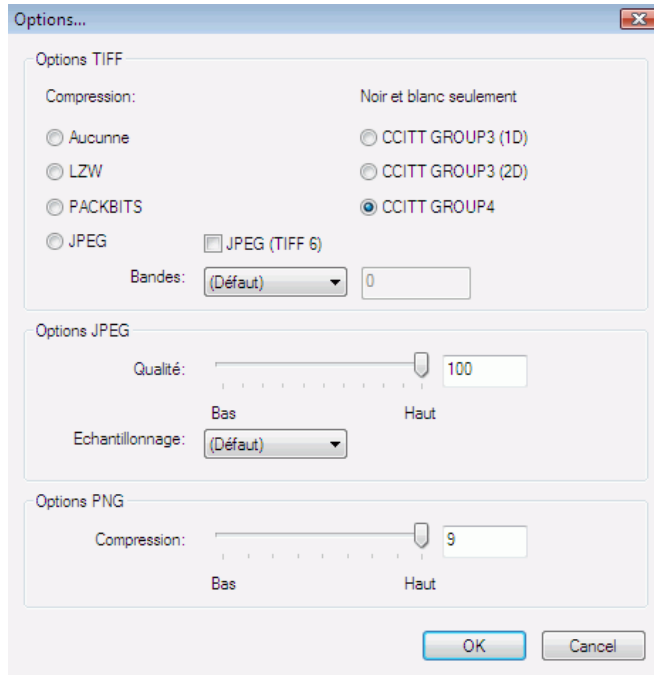 Options...
Options TIFF
Compression: Noir et blanc seulement
Aucunne CCITT GROUP3 (1D)
LZW CCITT GROUP3 (2D)
PACKBITS CCITT GROUP4
JPEG JPEG (TIFF 6)
Bandes: (Défaut) 0
Options JPEG
Qualité: 100
Bas Haut
Echantillonnage: (Défaut)
Options PNG
Compression: 9
Bas Haut
OK Cancel